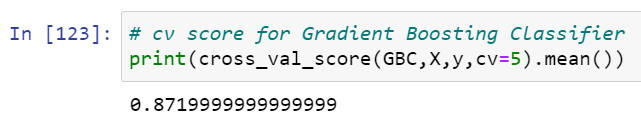 In [123]: # cv score for Gradient Boosting Classifier
print(cross_val_score(GBC,X,y,cv=5).mean())
0.8719999999999999